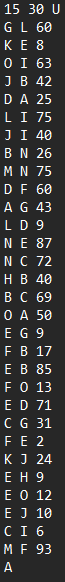 15 30 U
G L 60
K E 8
O I 63
J B 42
D A 25
L I 75
J I 40
B N 26
M N 75
D F 60
A G 43
L D 9
N E 87
N C 72
H B 40
B C 69
O A 50
E G 9
F B 17
E B 85
F O 13
E D 71
C G 31
F E 2
K J 24
E H 9
E O 12
E J 10
C I 6
M F 93
A